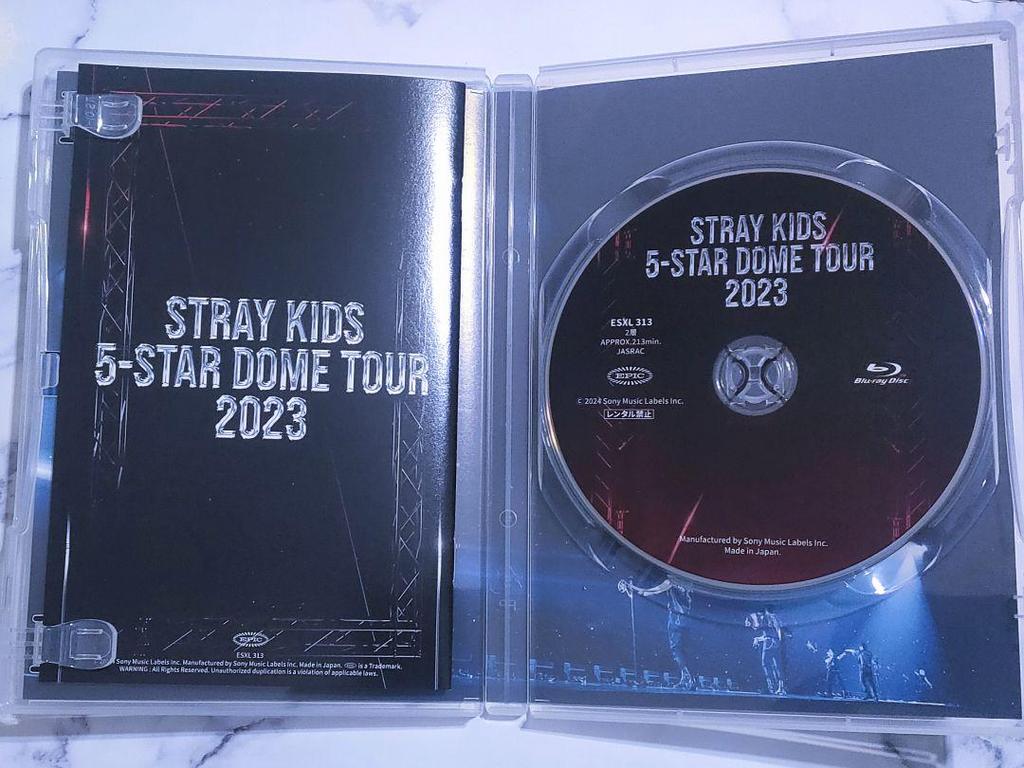 STRAY KIDS
5-STAR DOME TOUR
2023
EPIC
ESXL 313
Sony Music Labels Inc. Manufactured by Sony Music Labels Inc. Made in Japan. EPIC is a Trademark.
WARNING : All Rights Reserved. Unauthorized duplication is a violation of applicable laws.
STRAY KIDS
5-STAR DOME TOUR
2023
ESXL 313
2層
APPROX.213min.
JASRAC
EPIC
Blu-ray Disc
© 2024 Sony Music Labels Inc.
レンタル禁止
Manufactured by Sony Music Labels Inc.
Made in Japan.